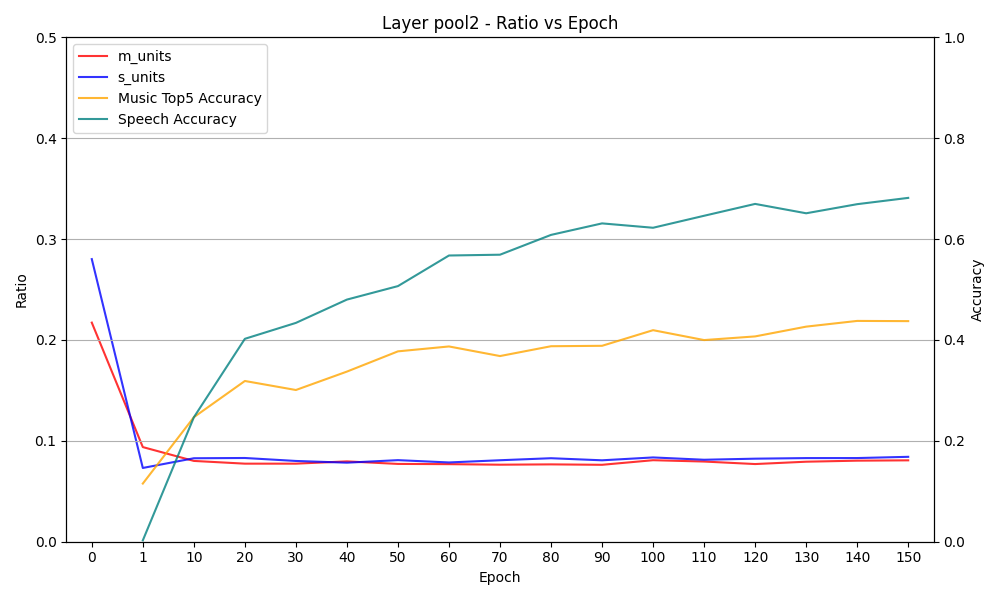 Layer pool2 - Ratio vs Epoch
m_units
s_units
Music Top5 Accuracy
Speech Accuracy
Ratio
0.5
0.4
0.3
0.2
0.1
0.0
1.0
0.8
0.6
0.4
0.2
0.0
Accuracy
0 1 10 20 30 40 50 60 70 80 90 100 110 120 130 140 150
Epoch